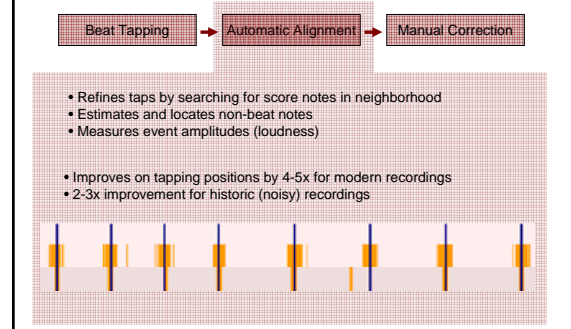 Beat Tapping Automatic Alignment Manual Correction
• Refines taps by searching for score notes in neighborhood
• Estimates and locates non-beat notes
• Measures event amplitudes (loudness)
• Improves on tapping positions by 4-5x for modern recordings
• 2-3x improvement for historic (noisy) recordings